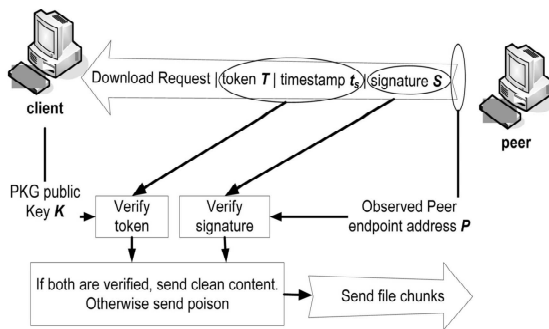 Download Request | token T | timestamp ts | signature S
client
peer
PKG public
Key K
Verify
token
Verify
signature
Observed Peer
endpoint address P
If both are verified, send clean content.
Otherwise send poison
Send file chunks